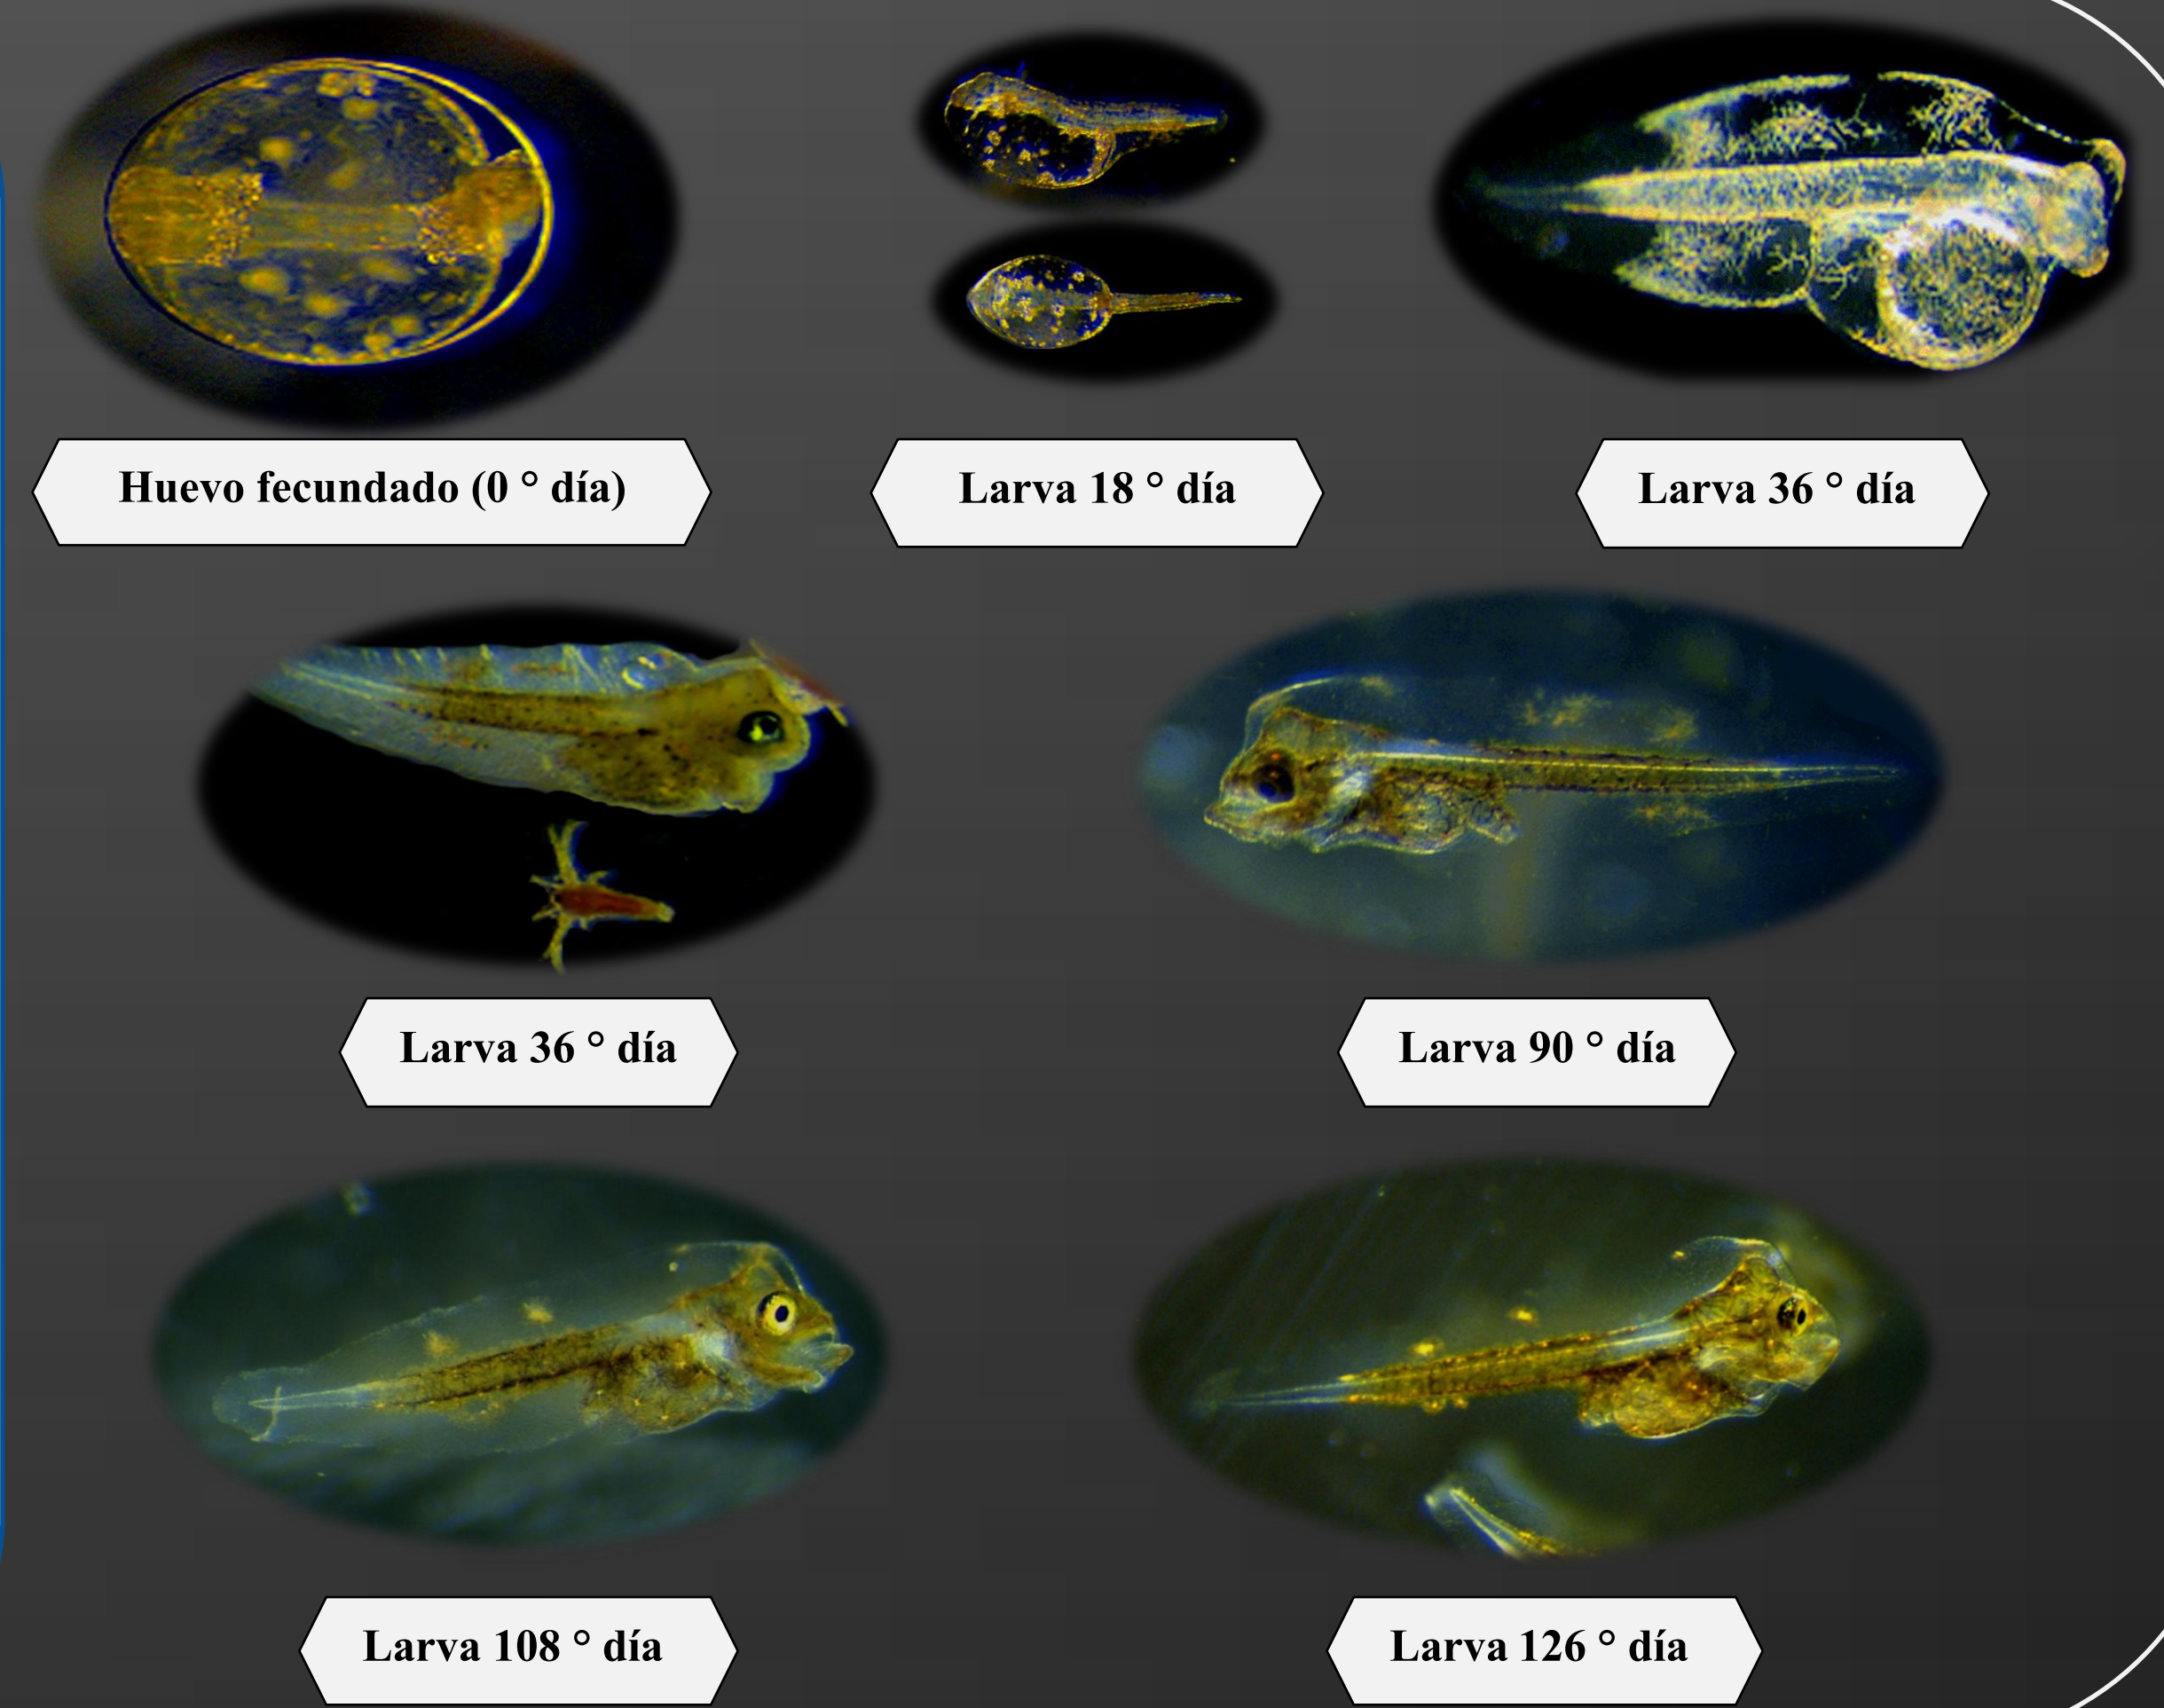 Huevo fecundado (0 ° día)
Larva 18 ° día
Larva 36 ° día
Larva 36 ° día
Larva 90 ° día
Larva 108 ° día
Larva 126 ° día